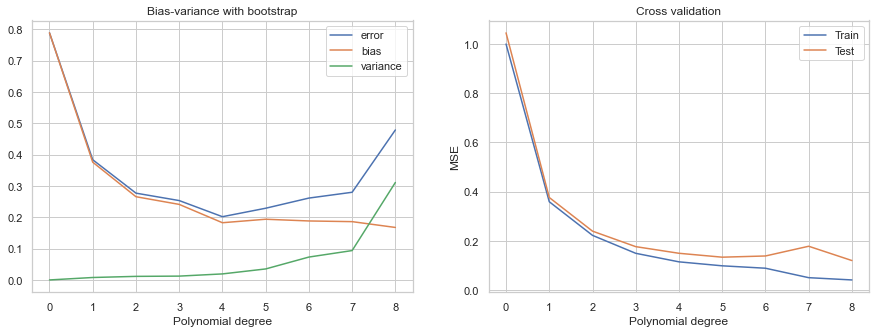 Bias-variance with bootstrap
error
bias
variance
0.8
0.7
0.6
0.5
0.4
0.3
0.2
0.1
0.0
0 1 2 3 4 5 6 7 8
Polynomial degree
Cross validation
Train
Test
MSE
1.0
0.8
0.6
0.4
0.2
0.0
0 1 2 3 4 5 6 7 8
Polynomial degree